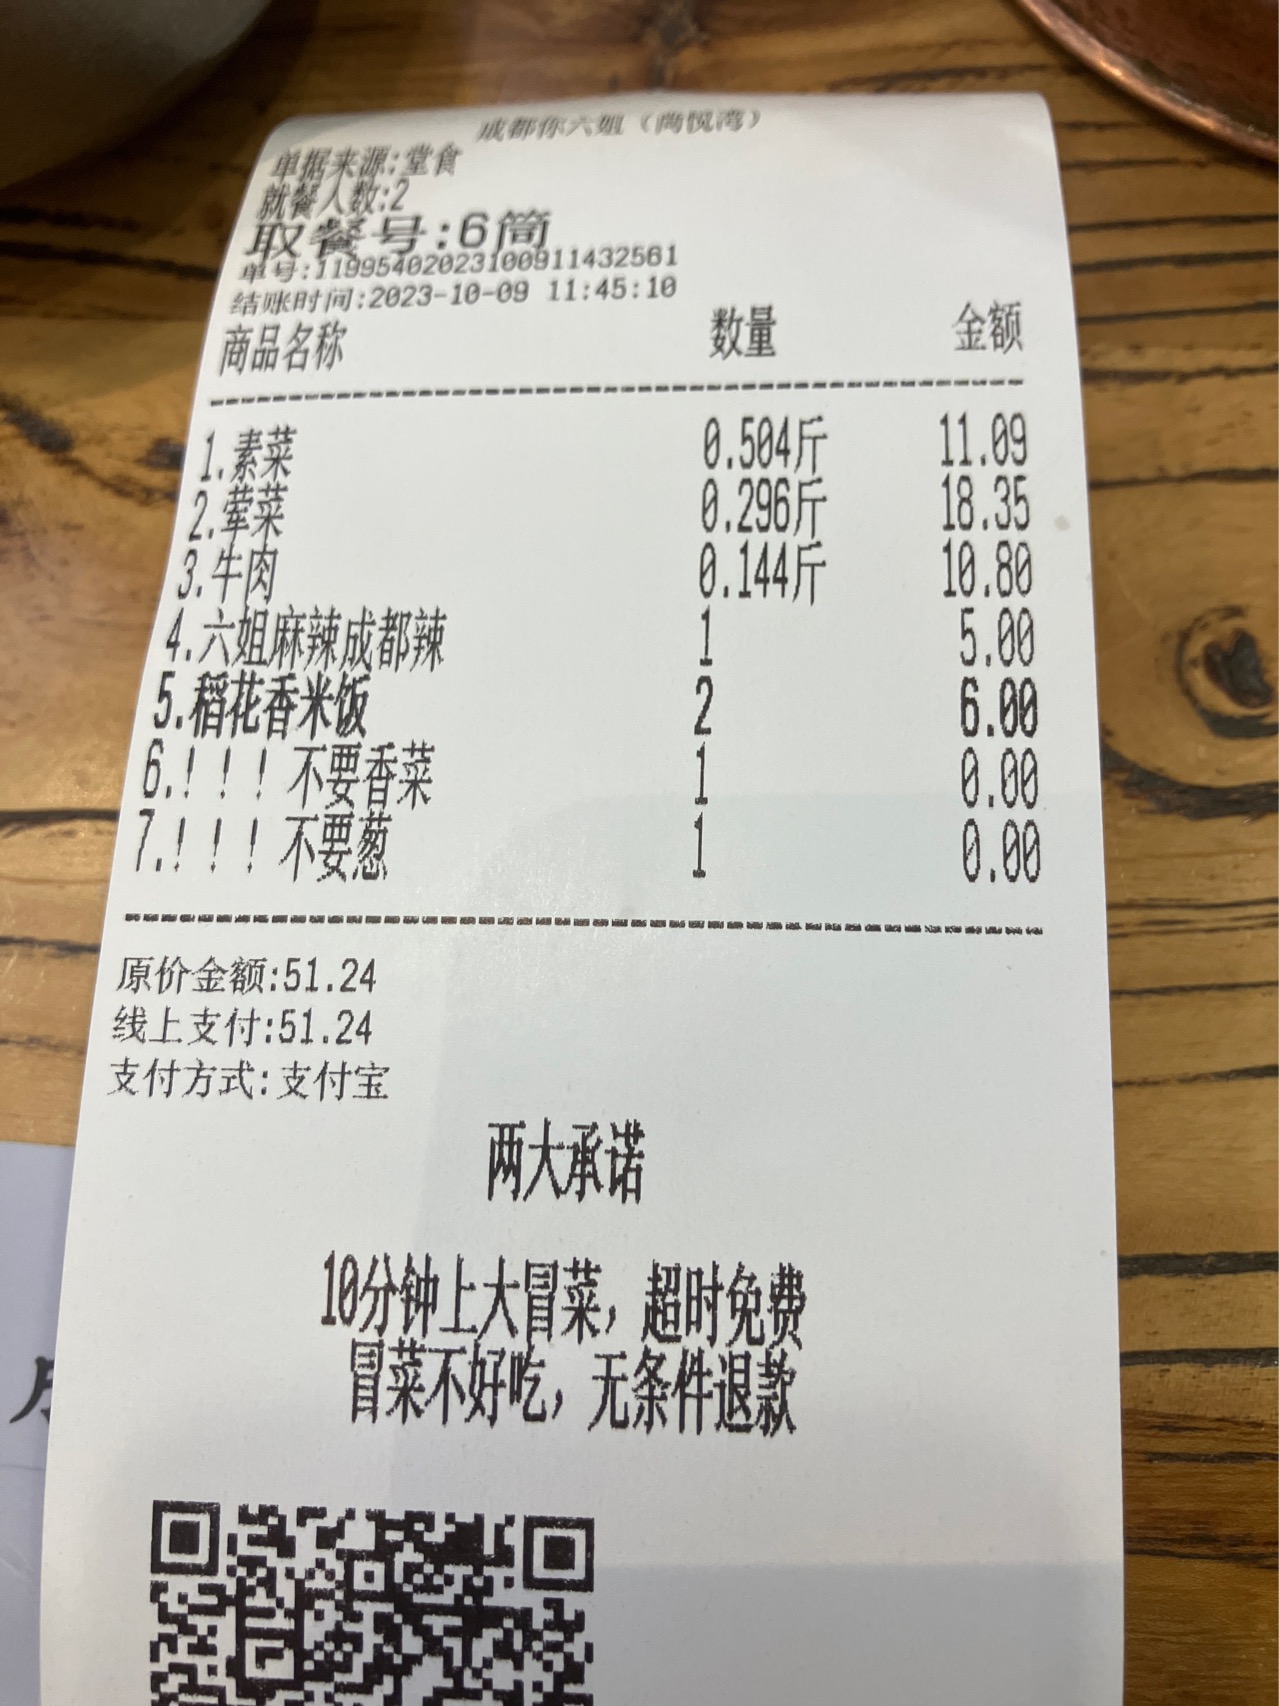 成都你六姐（尚悦湾）
单据来源:堂食
就餐人数:2
取餐号:6筒
单号:11995402023100911432561
结账时间:2023-10-09 11:45:10
商品名称 数量 金额
1.素菜 0.504斤 11.09
2.荤菜 0.296斤 18.35
3.牛肉 0.144斤 10.80
4.六姐麻辣成都辣 1 5.00
5.稻花香米饭 2 6.00
6.！！！不要香菜 1 0.00
7.！！！不要葱 1 0.00
原价金额:51.24
线上支付:51.24
支付方式:支付宝
两大承诺
10分钟上大冒菜，超时免费
冒菜不好吃，无条件退款